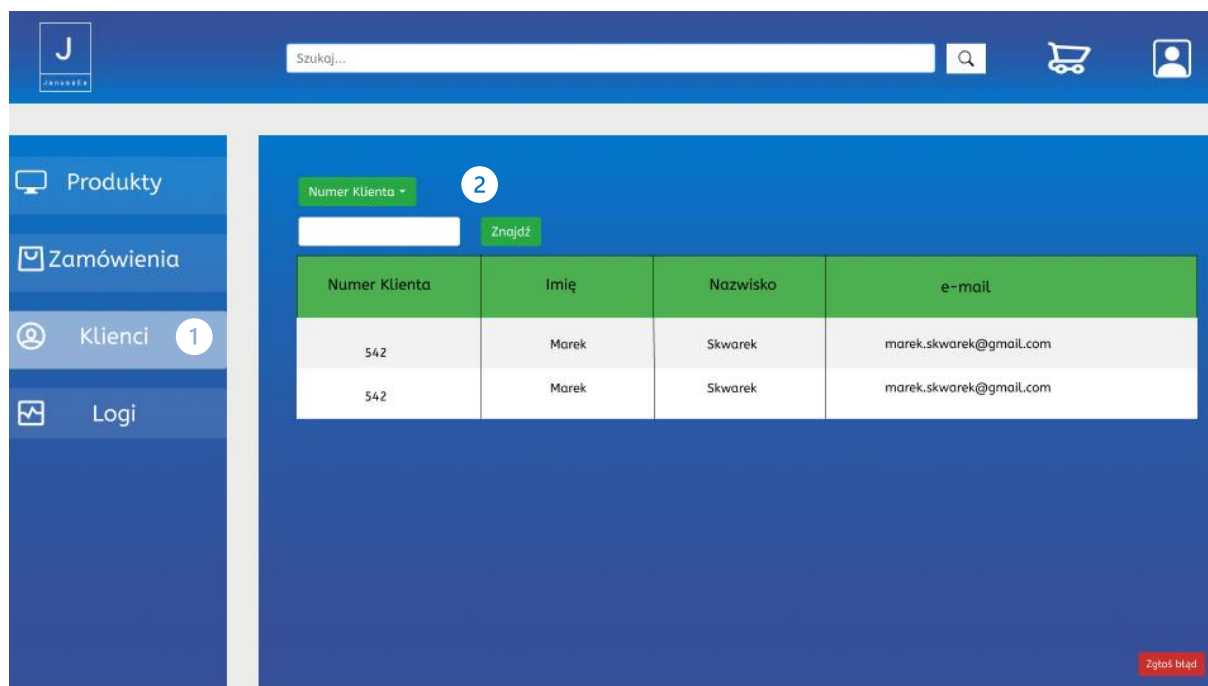 J
Szukaj...
Produkty
Zamówienia
Klienci 1
Logi
Numer Klienta 2
Znajdź
Numer Klienta Imię Nazwisko e-mail
542 Marek Skwarek marek.skwarek@gmail.com
542 Marek Skwarek marek.skwarek@gmail.com
Zgłoś błąd